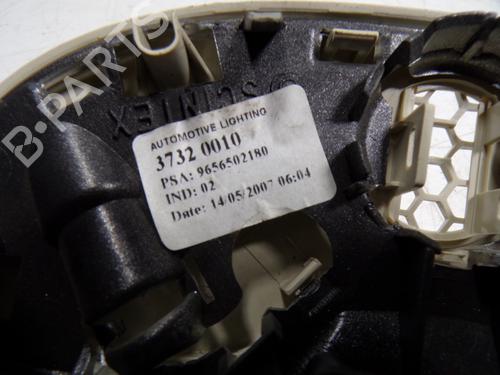 B-PARTS
SCINTEX
AUTOMOTIVE LIGHTING
3732 0010
PSA: 9656502180
IND: 02
Date: 14/05/2007 06:04